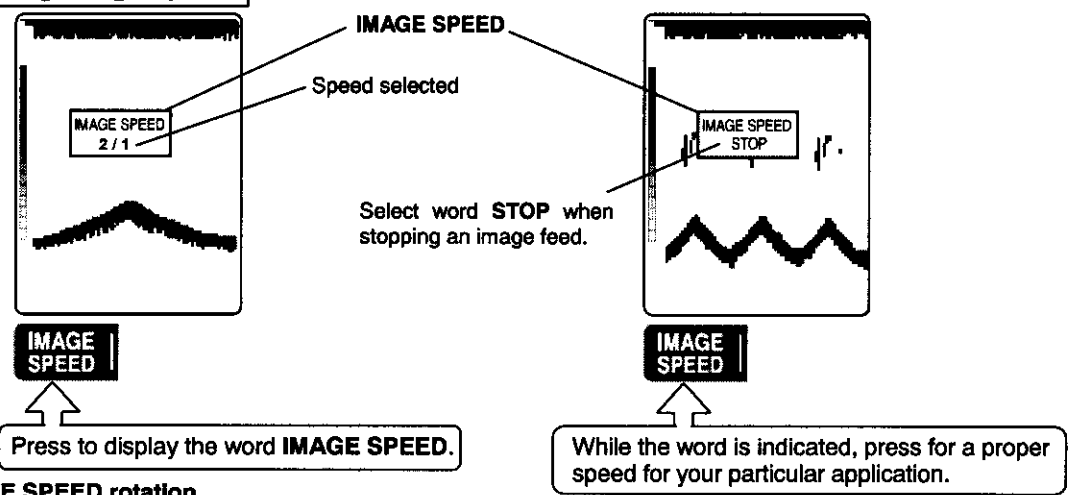 IMAGE SPEED
Speed selected
IMAGE SPEED
2 / 1
IMAGE SPEED
STOP
Select word STOP when
stopping an image feed.
IMAGE
SPEED
IMAGE
SPEED
Press to display the word IMAGE SPEED.
While the word is indicated, press for a proper
speed for your particular application.
SPEED rotation